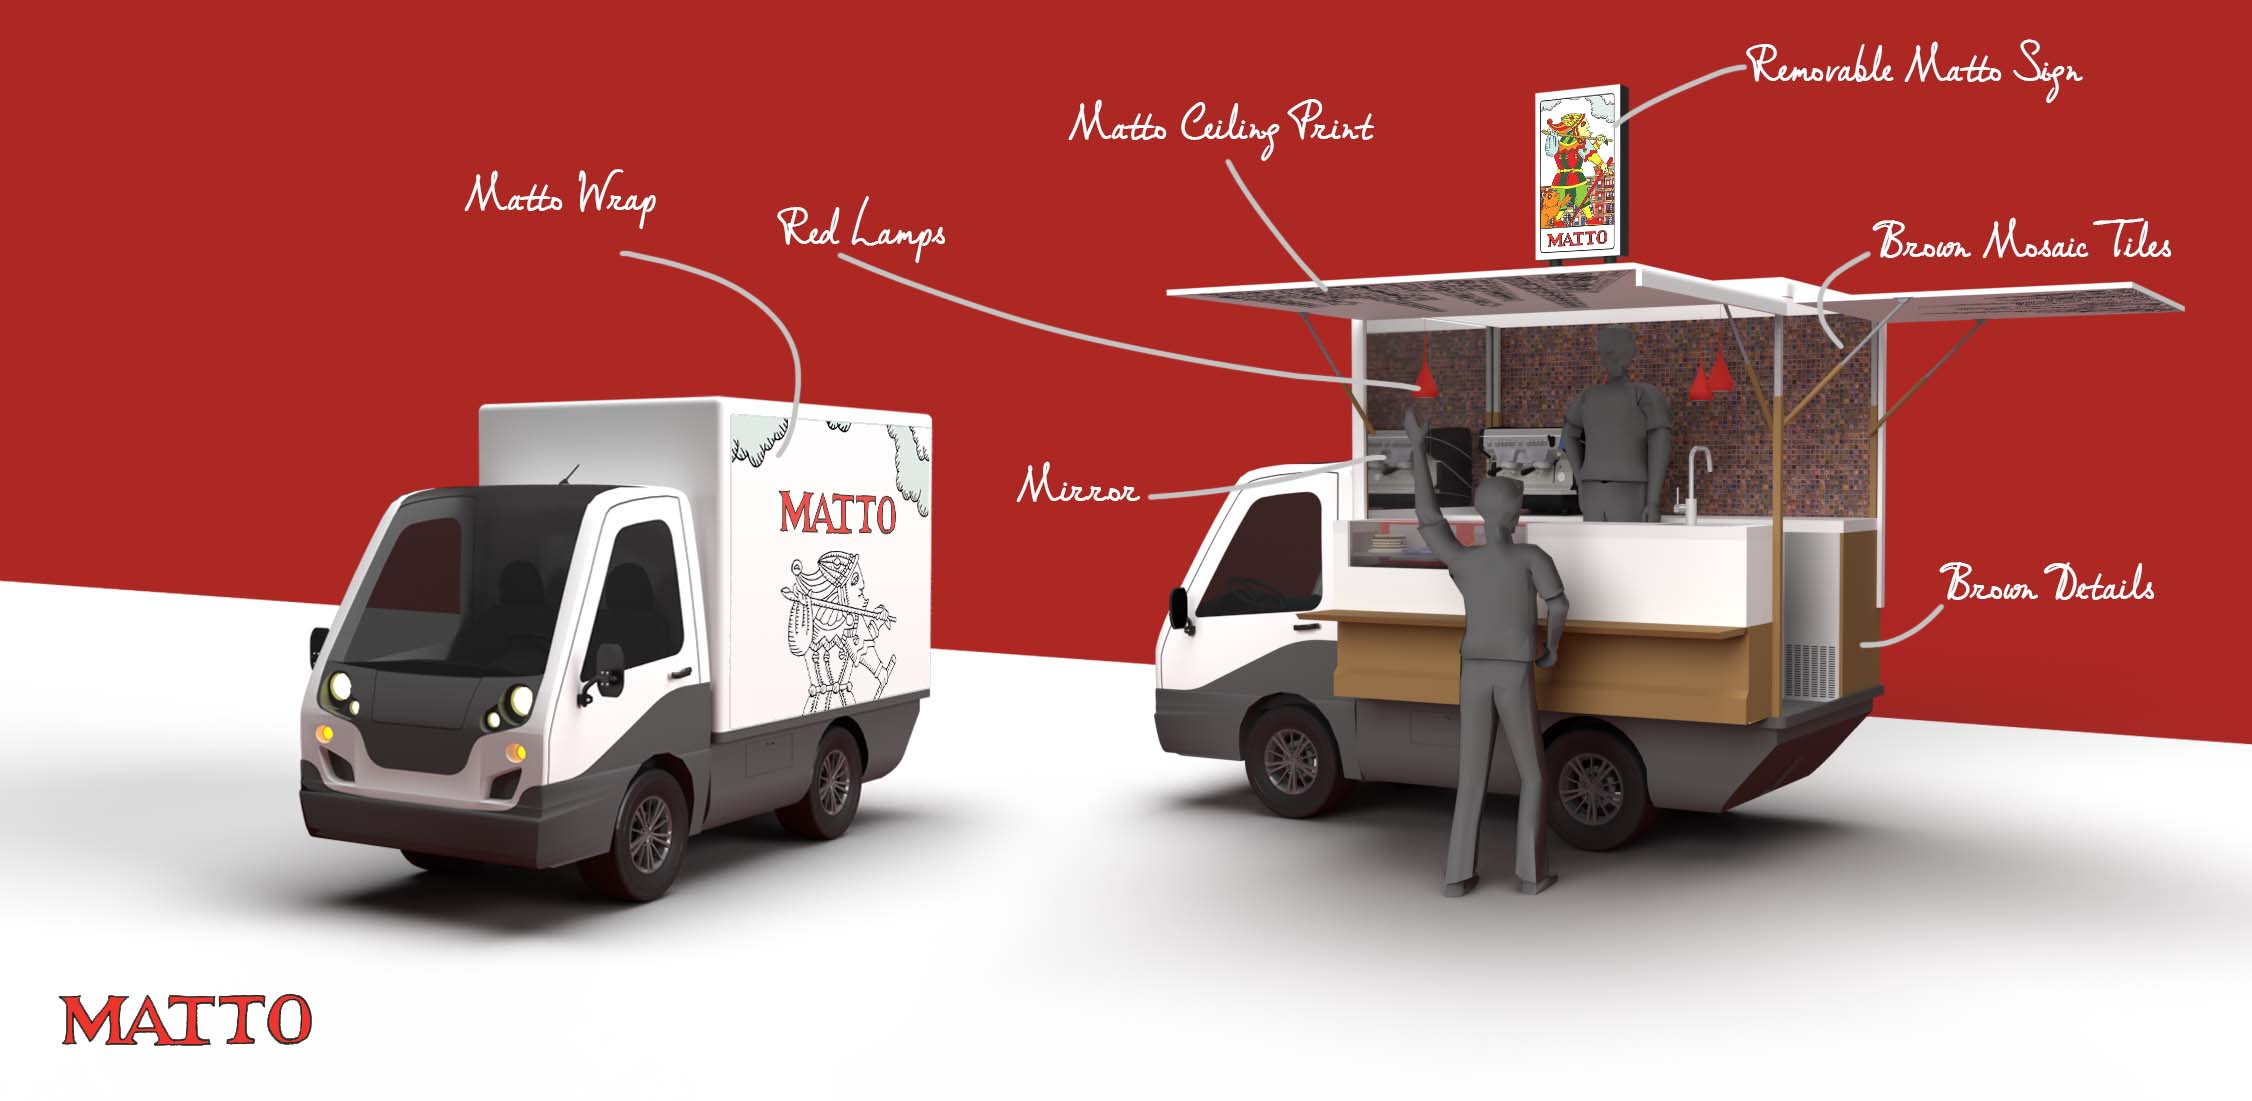 Removable Matto Sign
Matto Ceiling Print
Matto Wrap
Red Lamps
MATTO
Brown Mosaic Tiles
Mirror
MATTO
Brown Details
MATTO